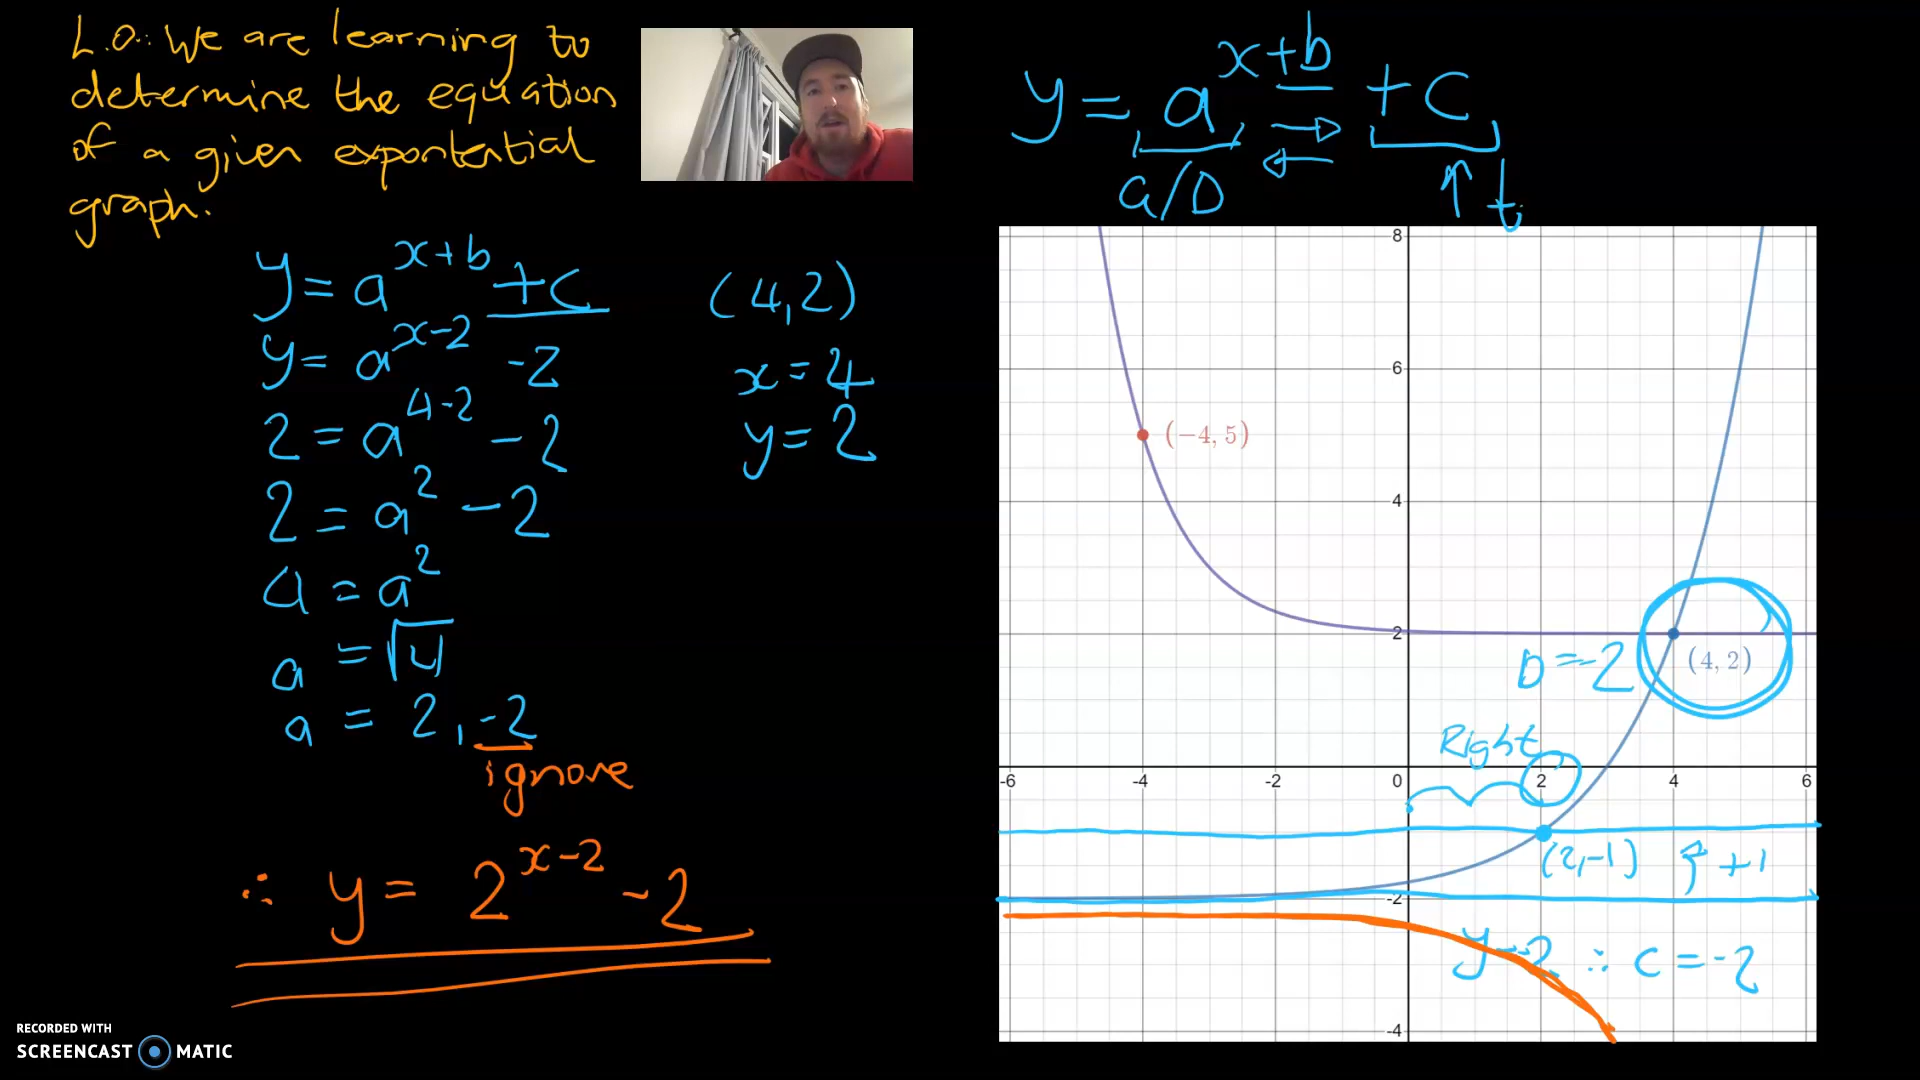 L.O.: We are learning to
determine the equation
of a given expontential
graph.
y = a^{x+b} + c
y = a^{x-2} -2
2 = a^{4-2} - 2
2 = a^2 - 2
4 = a^2
a = √4
a = 2, -2
ignore
∴ y = 2^{x-2} - 2
(4,2)
x = 4
y = 2
y = a^{x+b} + c
G/D
8
6
(−4, 5)
4
2
b = -2
(4, 2)
Right
-6 -4 -2 0 2 4 6
(2,-1) } +1
-2
y -2 ∴ c = -2
-4
RECORDED WITH
SCREENCAST MATIC